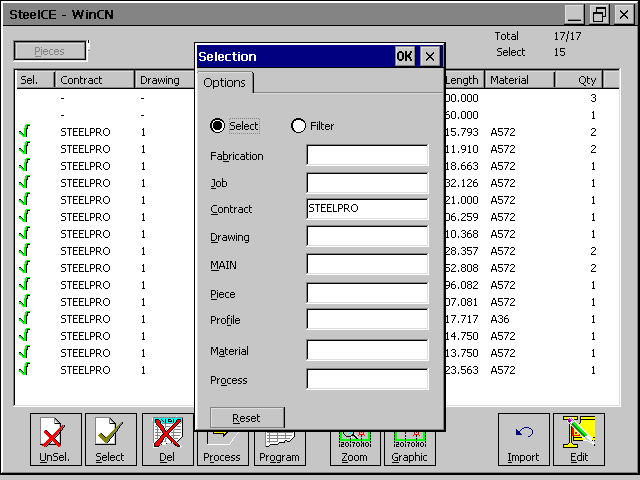 SteelCE - WinCN
Total 17/17
Pieces
Select 15
Selection OK
Options
Sel. Contract Drawing Length Material Qty
- - 00.000 3
- - 60.000 1
STEELPRO 1 15.793 A572 2
STEELPRO 1 11.910 A572 2
STEELPRO 1 18.663 A572 1
STEELPRO 1 32.126 A572 1
STEELPRO 1 21.000 A572 1
STEELPRO 1 06.259 A572 1
STEELPRO 1 10.368 A572 1
STEELPRO 1 28.357 A572 2
STEELPRO 1 52.808 A572 2
STEELPRO 1 96.082 A572 1
STEELPRO 1 07.081 A572 1
STEELPRO 1 17.717 A36 1
STEELPRO 1 14.750 A572 1
STEELPRO 1 13.750 A572 1
STEELPRO 1 23.563 A572 1
Select Filter
Fabrication
Job
Contract STEELPRO
Drawing
MAIN
Piece
Profile
Material
Process
Reset
UnSel. Select Del Process Program Zoom Graphic Import Edit